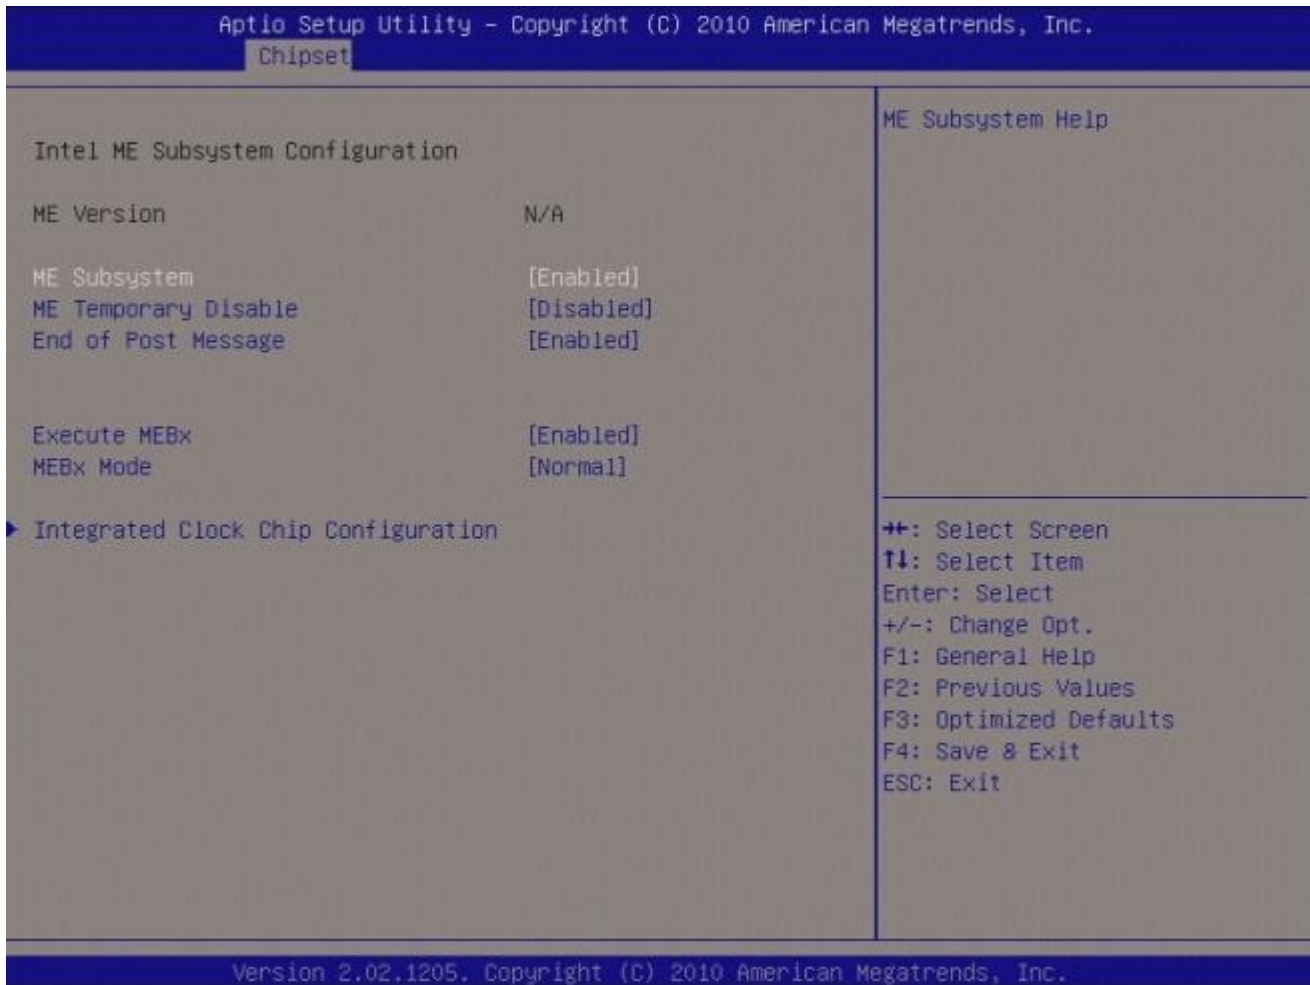 Aptio Setup Utility – Copyright (C) 2010 American Megatrends, Inc.
Chipset
Intel ME Subsystem Configuration
ME Version N/A
ME Subsystem [Enabled]
ME Temporary Disable [Disabled]
End of Post Message [Enabled]
Execute MEBx [Enabled]
MEBx Mode [Normal]
Integrated Clock Chip Configuration
ME Subsystem Help
→←: Select Screen
↑↓: Select Item
Enter: Select
+/-: Change Opt.
F1: General Help
F2: Previous Values
F3: Optimized Defaults
F4: Save & Exit
ESC: Exit
Version 2.02.1205. Copyright (C) 2010 American Megatrends, Inc.